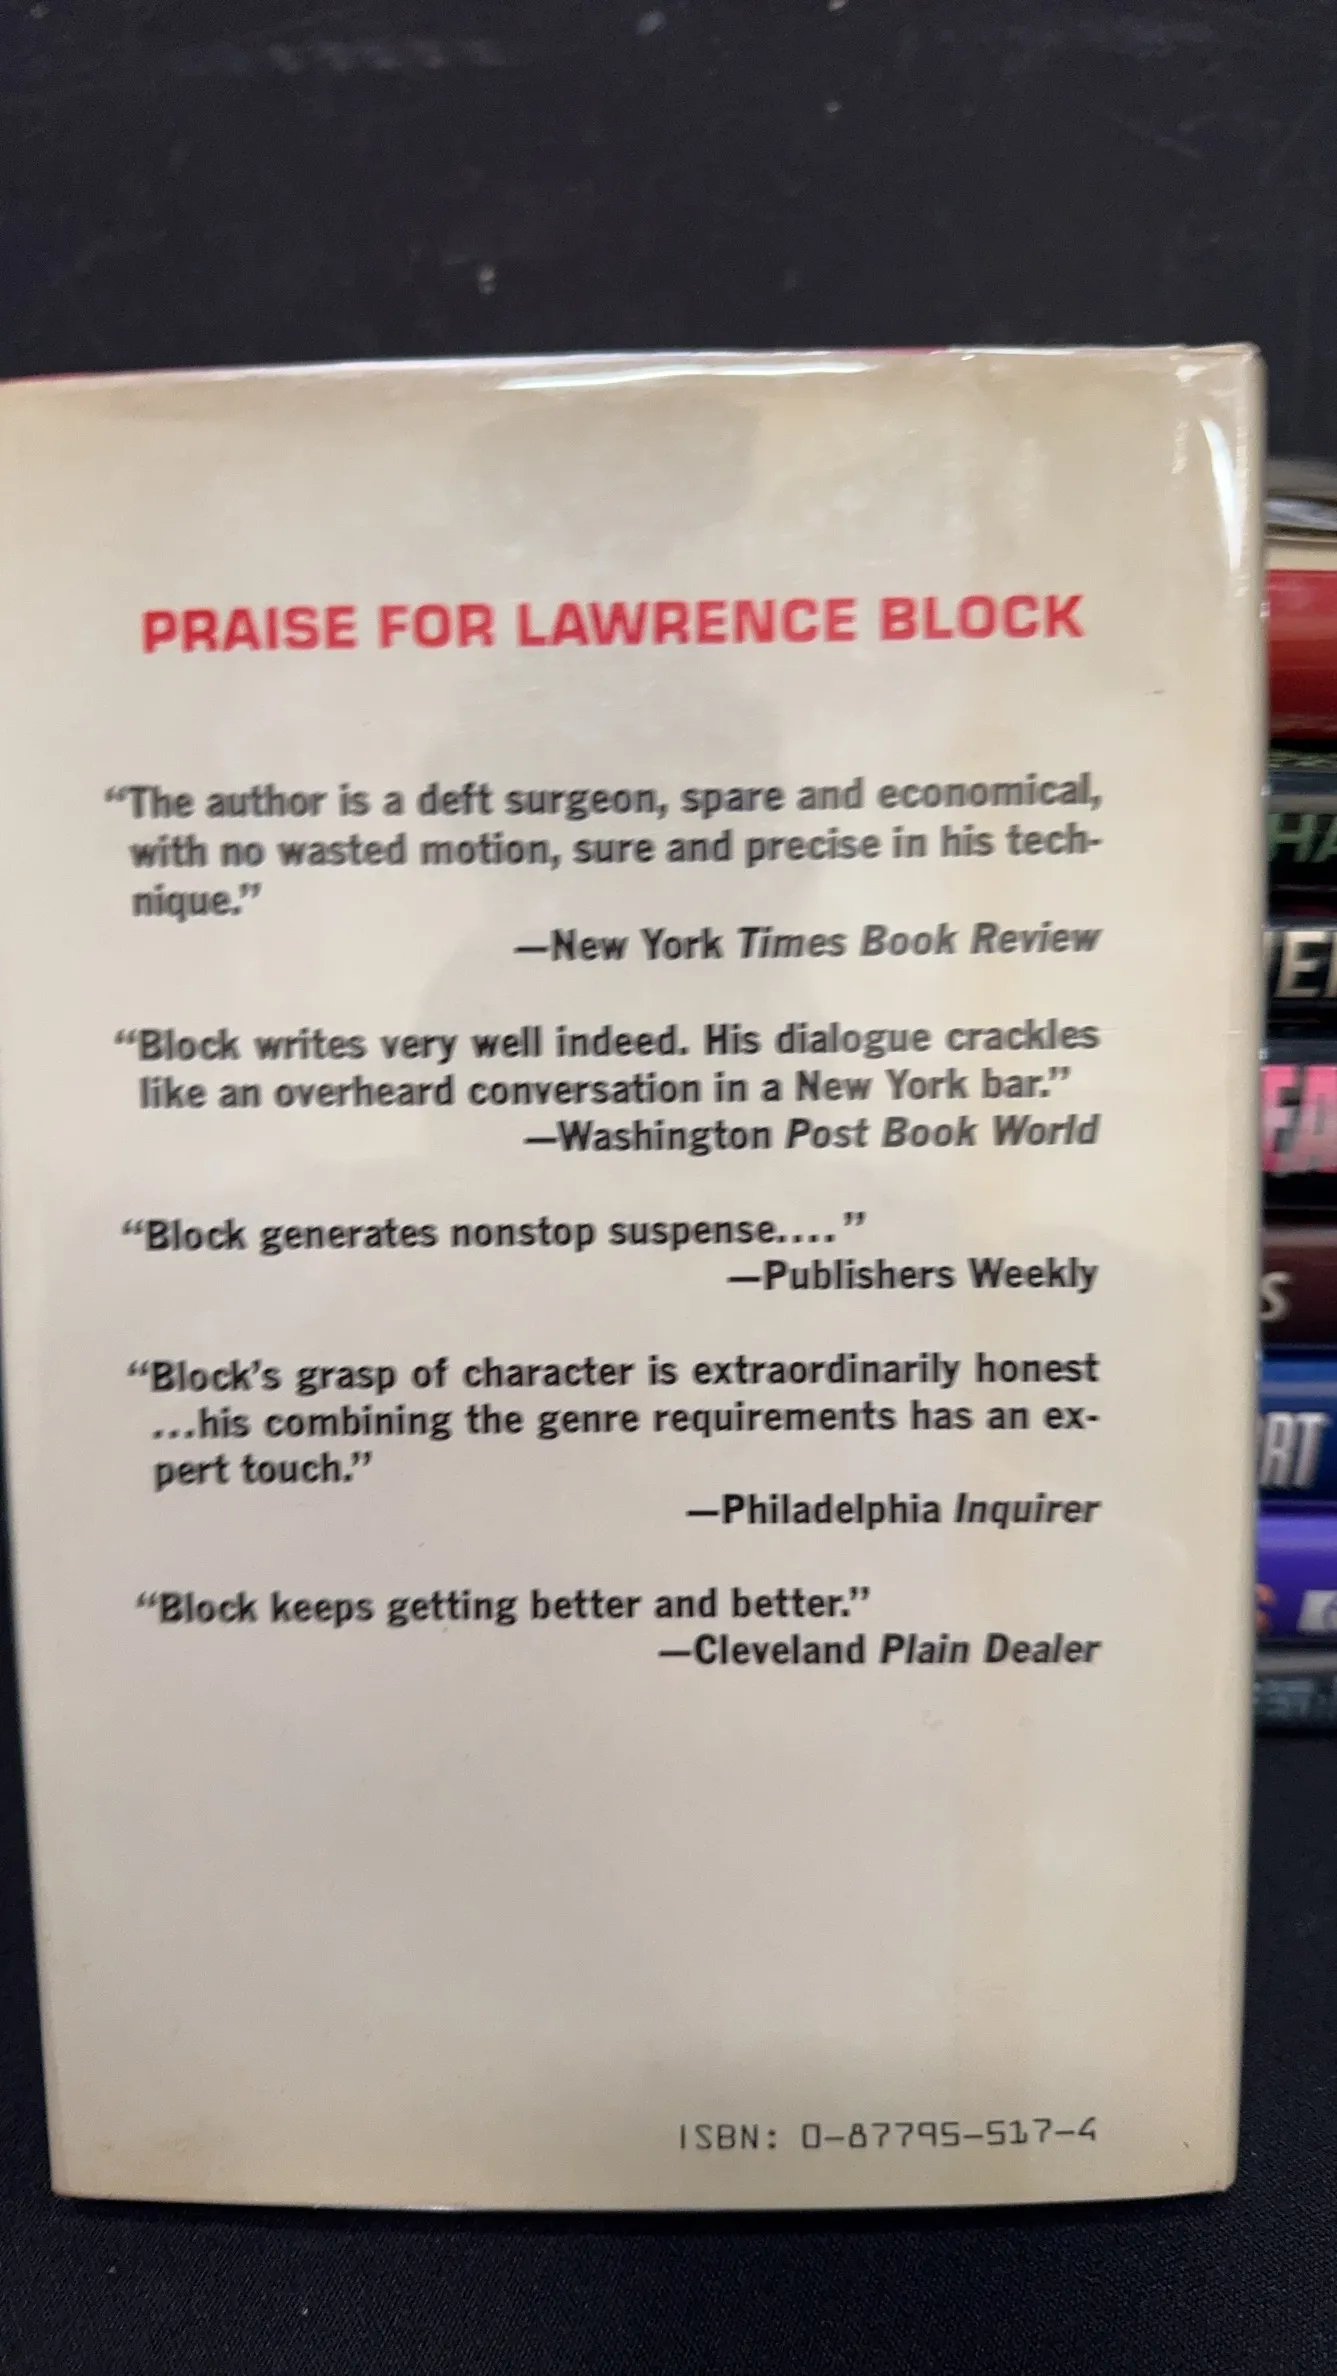 PRAISE FOR LAWRENCE BLOCK
“The author is a deft surgeon, spare and economical,
with no wasted motion, sure and precise in his tech-
nique.”
—New York Times Book Review
“Block writes very well indeed. His dialogue crackles
like an overheard conversation in a New York bar.”
—Washington Post Book World
“Block generates nonstop suspense....”
—Publishers Weekly
“Block’s grasp of character is extraordinarily honest
...his combining the genre requirements has an ex-
pert touch.”
—Philadelphia Inquirer
“Block keeps getting better and better.”
—Cleveland Plain Dealer
ISBN: 0-87795-517-4
HA
VE
EA
S
RT